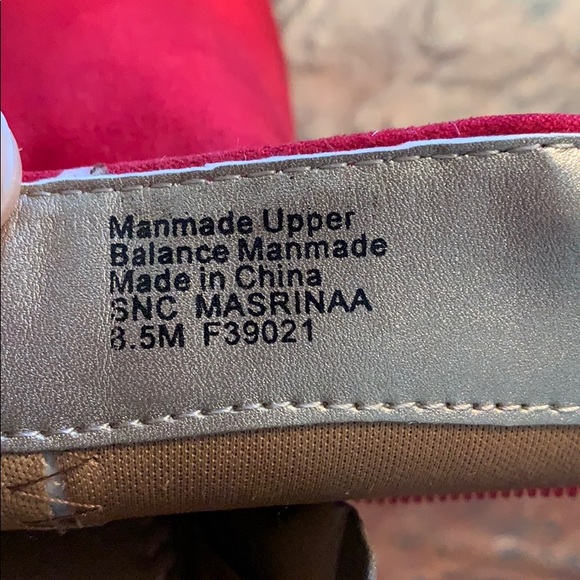 Manmade Upper
Balance Manmade
Made in China
SNC MASRINAA
8.5M F39021